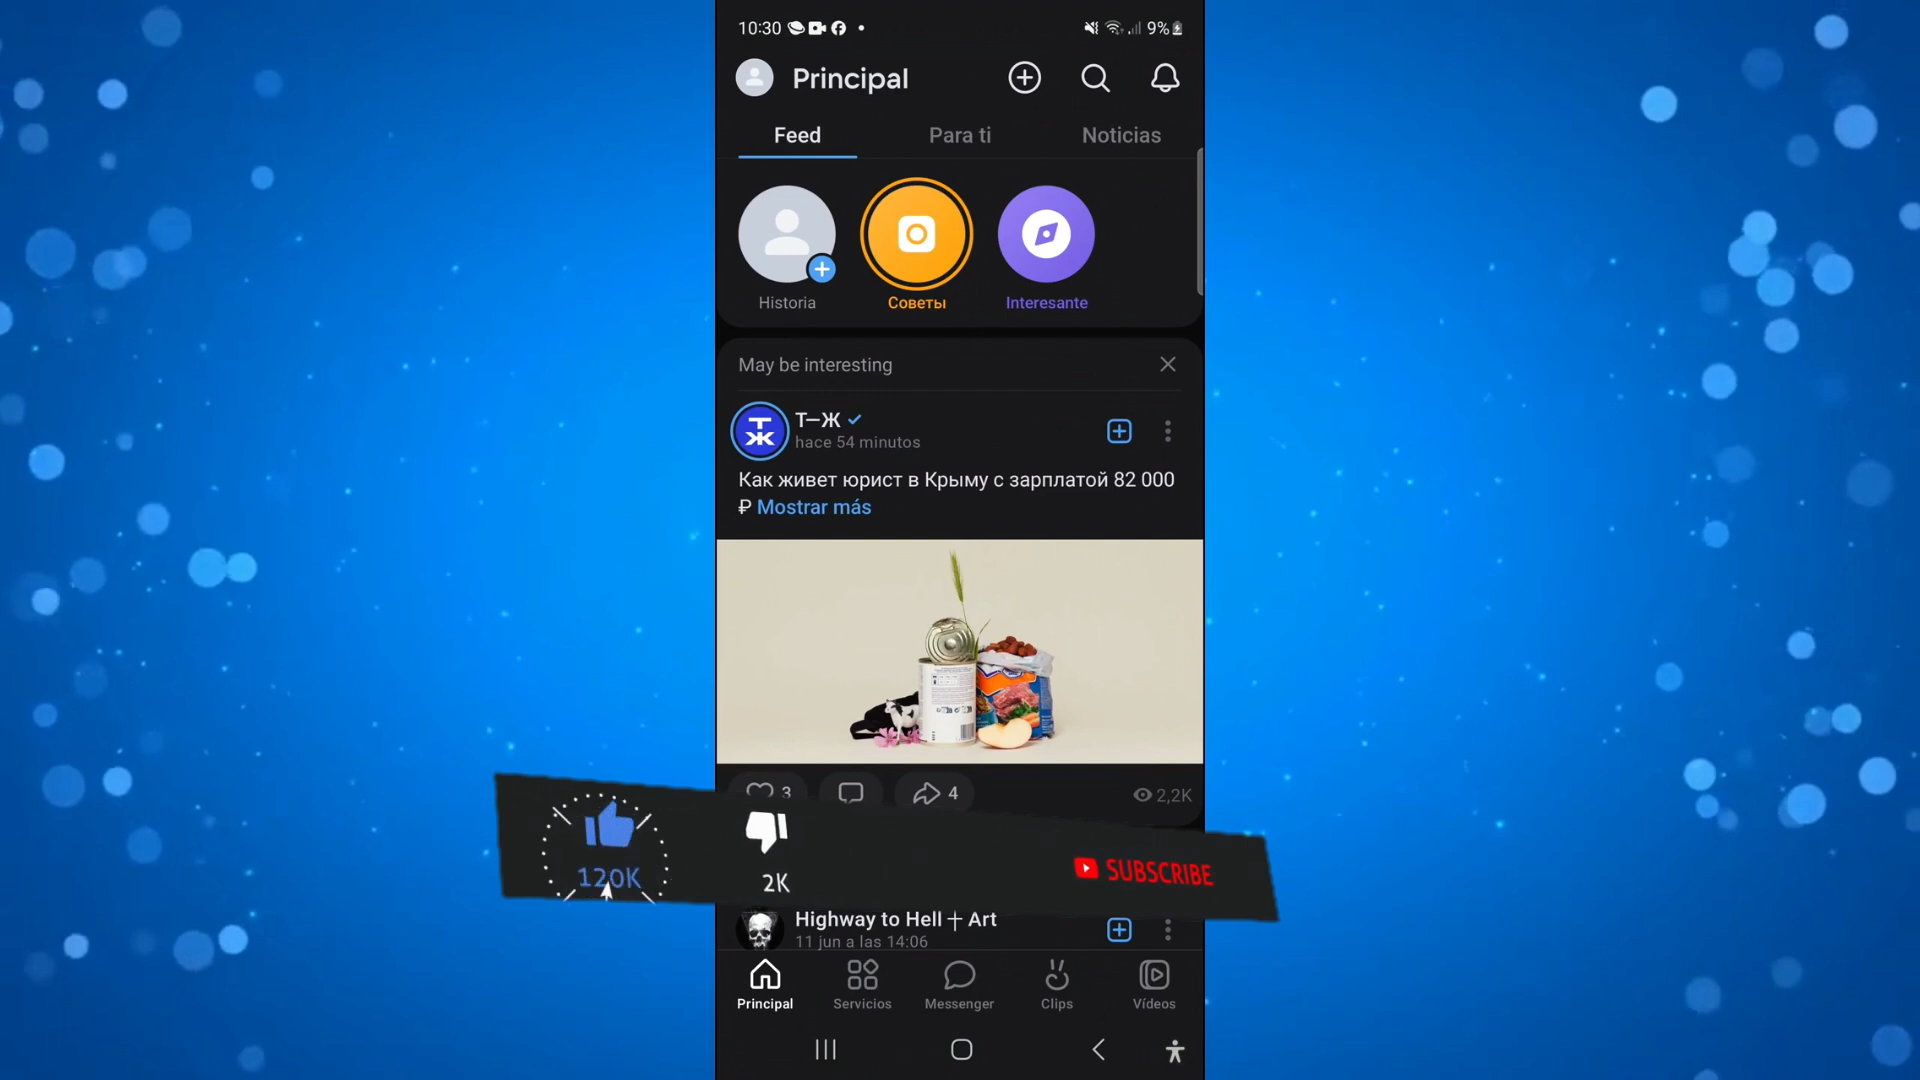 10:30
9%
Principal
Feed
Para ti
Noticias
Historia
Советы
Interesante
May be interesting
Т—Ж
hace 54 minutos
Т
Ж
Как живет юрист в Крыму с зарплатой 82 000
₽ Mostrar más
3
4
2,2K
120K
2K
SUBSCRIBE
Highway to Hell † Art
11 jun a las 14:06
Principal
Servicios
Messenger
Clips
Vídeos